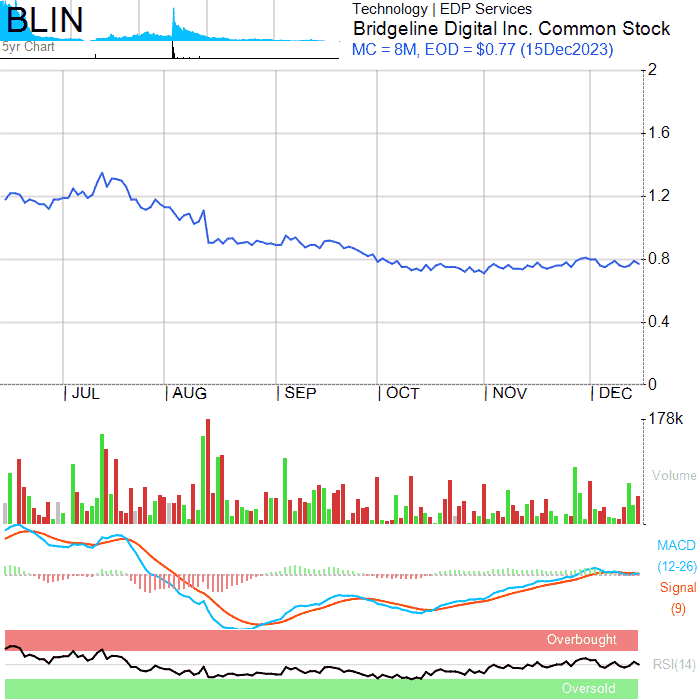 BLIN
5yr Chart
Technology | EDP Services
Bridgeline Digital Inc. Common Stock
MC = 8M, EOD = $0.77 (15Dec2023)
2
1.6
1.2
0.8
0.4
0
JUL AUG SEP OCT NOV DEC
178k
Volume
MACD
(12-26)
Signal
(9)
Overbought
RSI(14)
Oversold